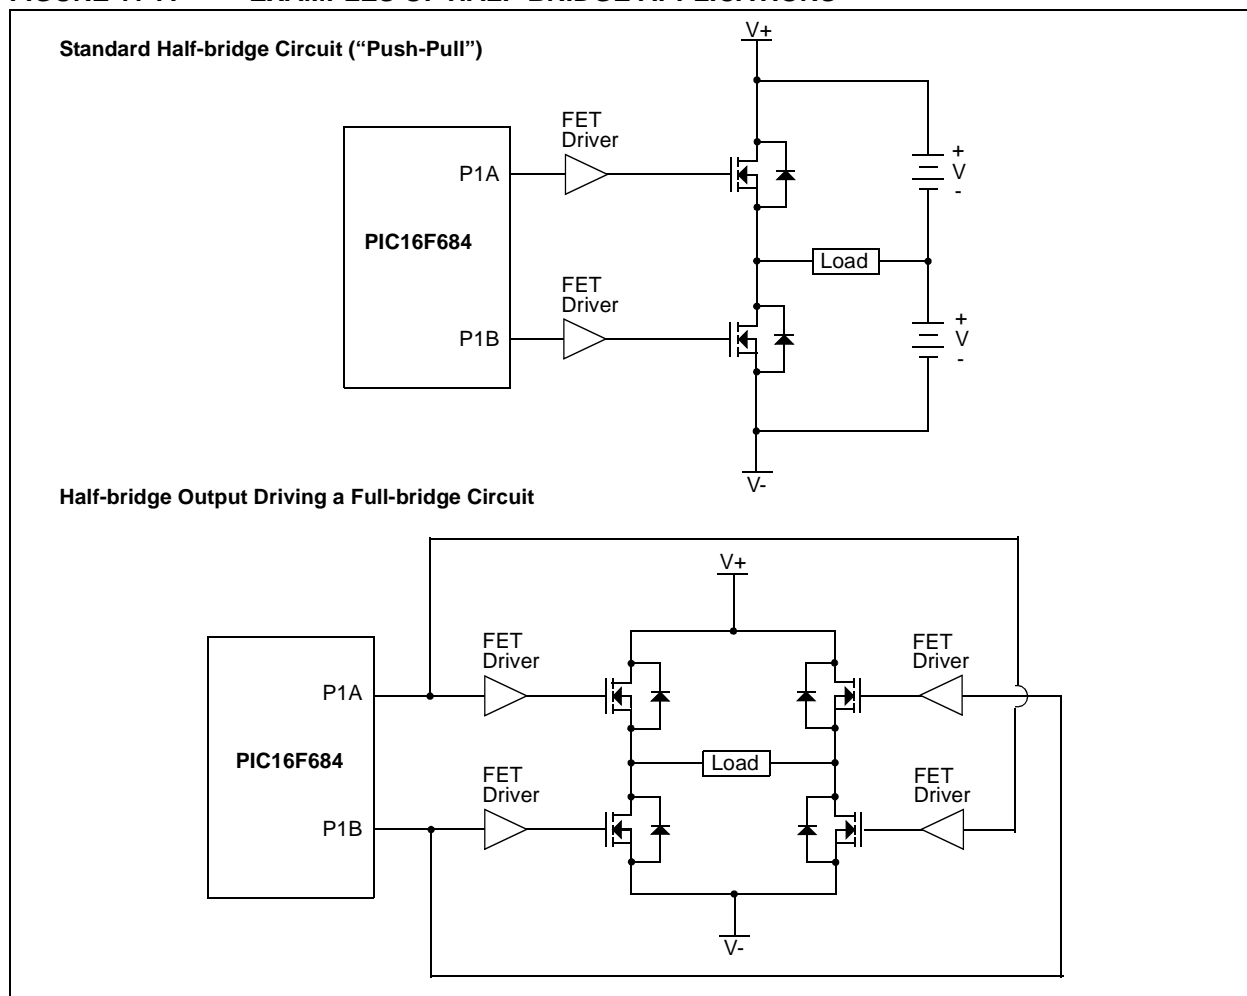 Standard Half-bridge Circuit (“Push-Pull”)
V+
FET
Driver
P1A
+
V
-
PIC16F684
Load
FET
Driver
P1B
+
V
-
V-
Half-bridge Output Driving a Full-bridge Circuit
V+
FET
Driver
FET
Driver
P1A
PIC16F684
Load
FET
Driver
FET
Driver
P1B
V-